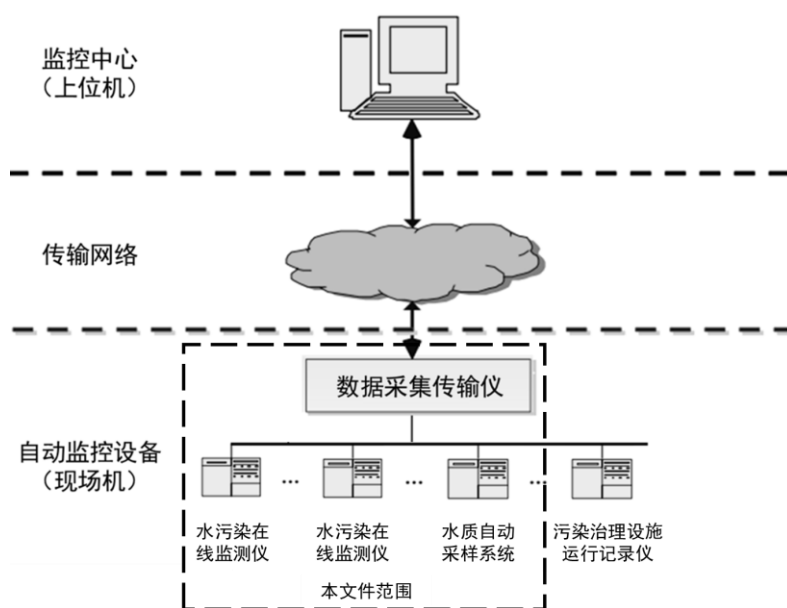 监控中心
（上位机）
传输网络
数据采集传输仪
自动监控设备
（现场机）
... ... ...
水污染在
线监测仪
水污染在
线监测仪
水质自动
采样系统
污染治理设施
运行记录仪
本文件范围